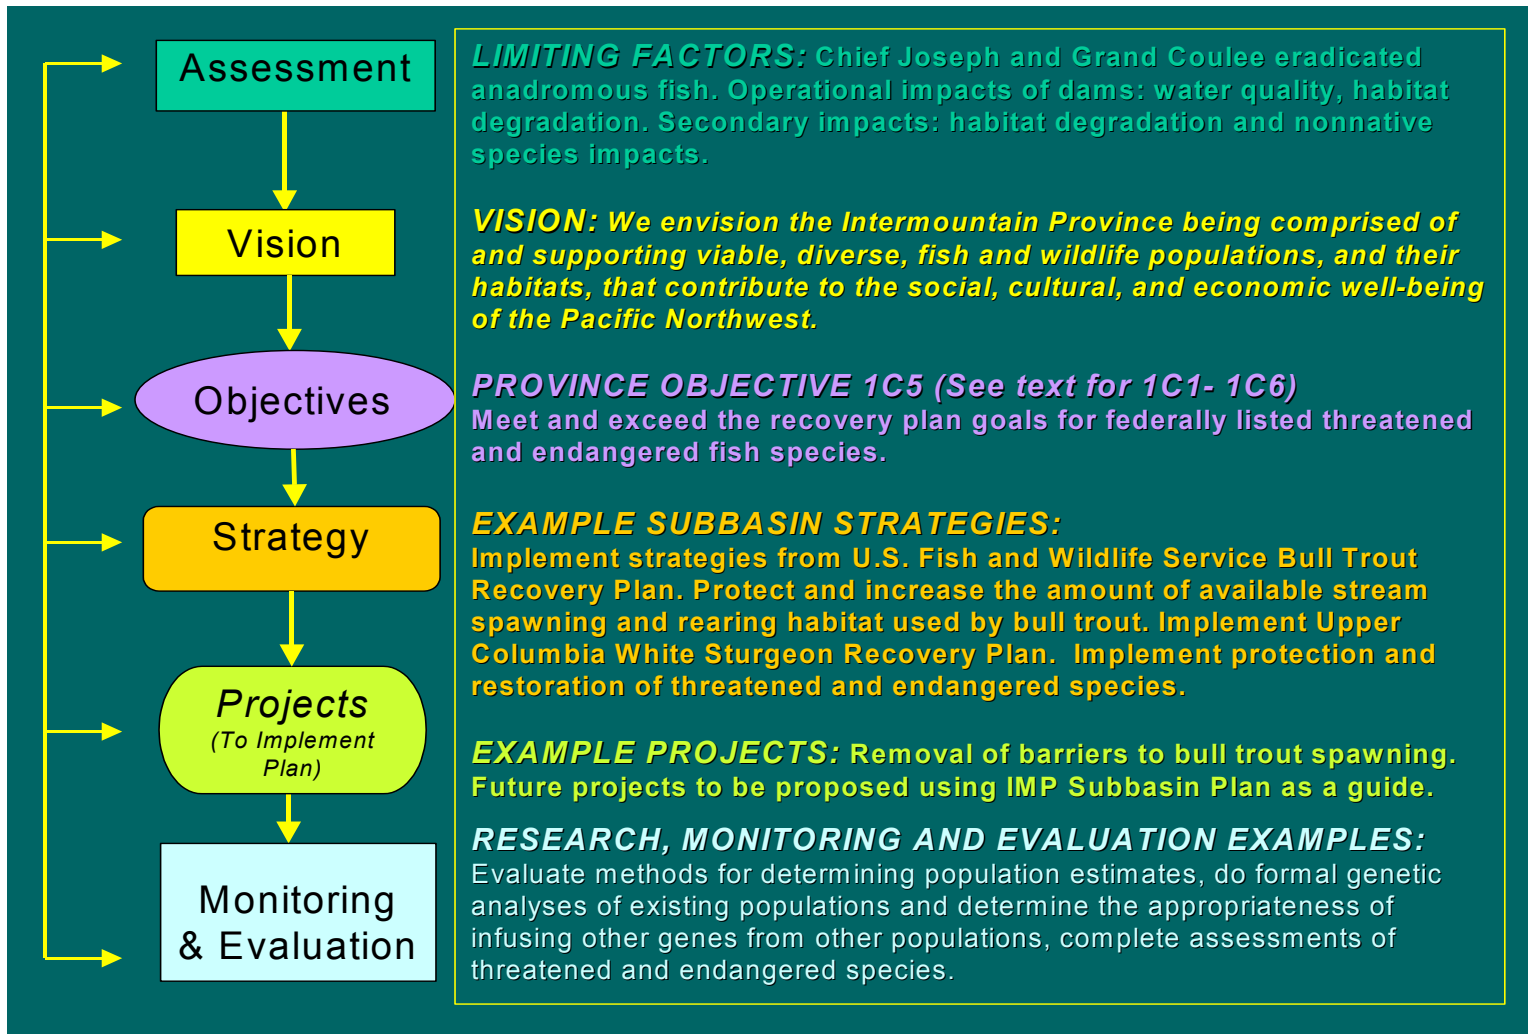 Assessment
Vision
Objectives
Strategy
Projects
(To Implement
Plan)
Monitoring
& Evaluation
LIMITING FACTORS: Chief Joseph and Grand Coulee eradicated
anadromous fish. Operational impacts of dams: water quality, habitat
degradation. Secondary impacts: habitat degradation and nonnative
species impacts.
VISION: We envision the Intermountain Province being comprised of
and supporting viable, diverse, fish and wildlife populations, and their
habitats, that contribute to the social, cultural, and economic well-being
of the Pacific Northwest.
PROVINCE OBJECTIVE 1C5 (See text for 1C1- 1C6)
Meet and exceed the recovery plan goals for federally listed threatened
and endangered fish species.
EXAMPLE SUBBASIN STRATEGIES:
Implement strategies from U.S. Fish and Wildlife Service Bull Trout
Recovery Plan. Protect and increase the amount of available stream
spawning and rearing habitat used by bull trout. Implement Upper
Columbia White Sturgeon Recovery Plan. Implement protection and
restoration of threatened and endangered species.
EXAMPLE PROJECTS: Removal of barriers to bull trout spawning.
Future projects to be proposed using IMP Subbasin Plan as a guide.
RESEARCH, MONITORING AND EVALUATION EXAMPLES:
Evaluate methods for determining population estimates, do formal genetic
analyses of existing populations and determine the appropriateness of
infusing other genes from other populations, complete assessments of
threatened and endangered species.